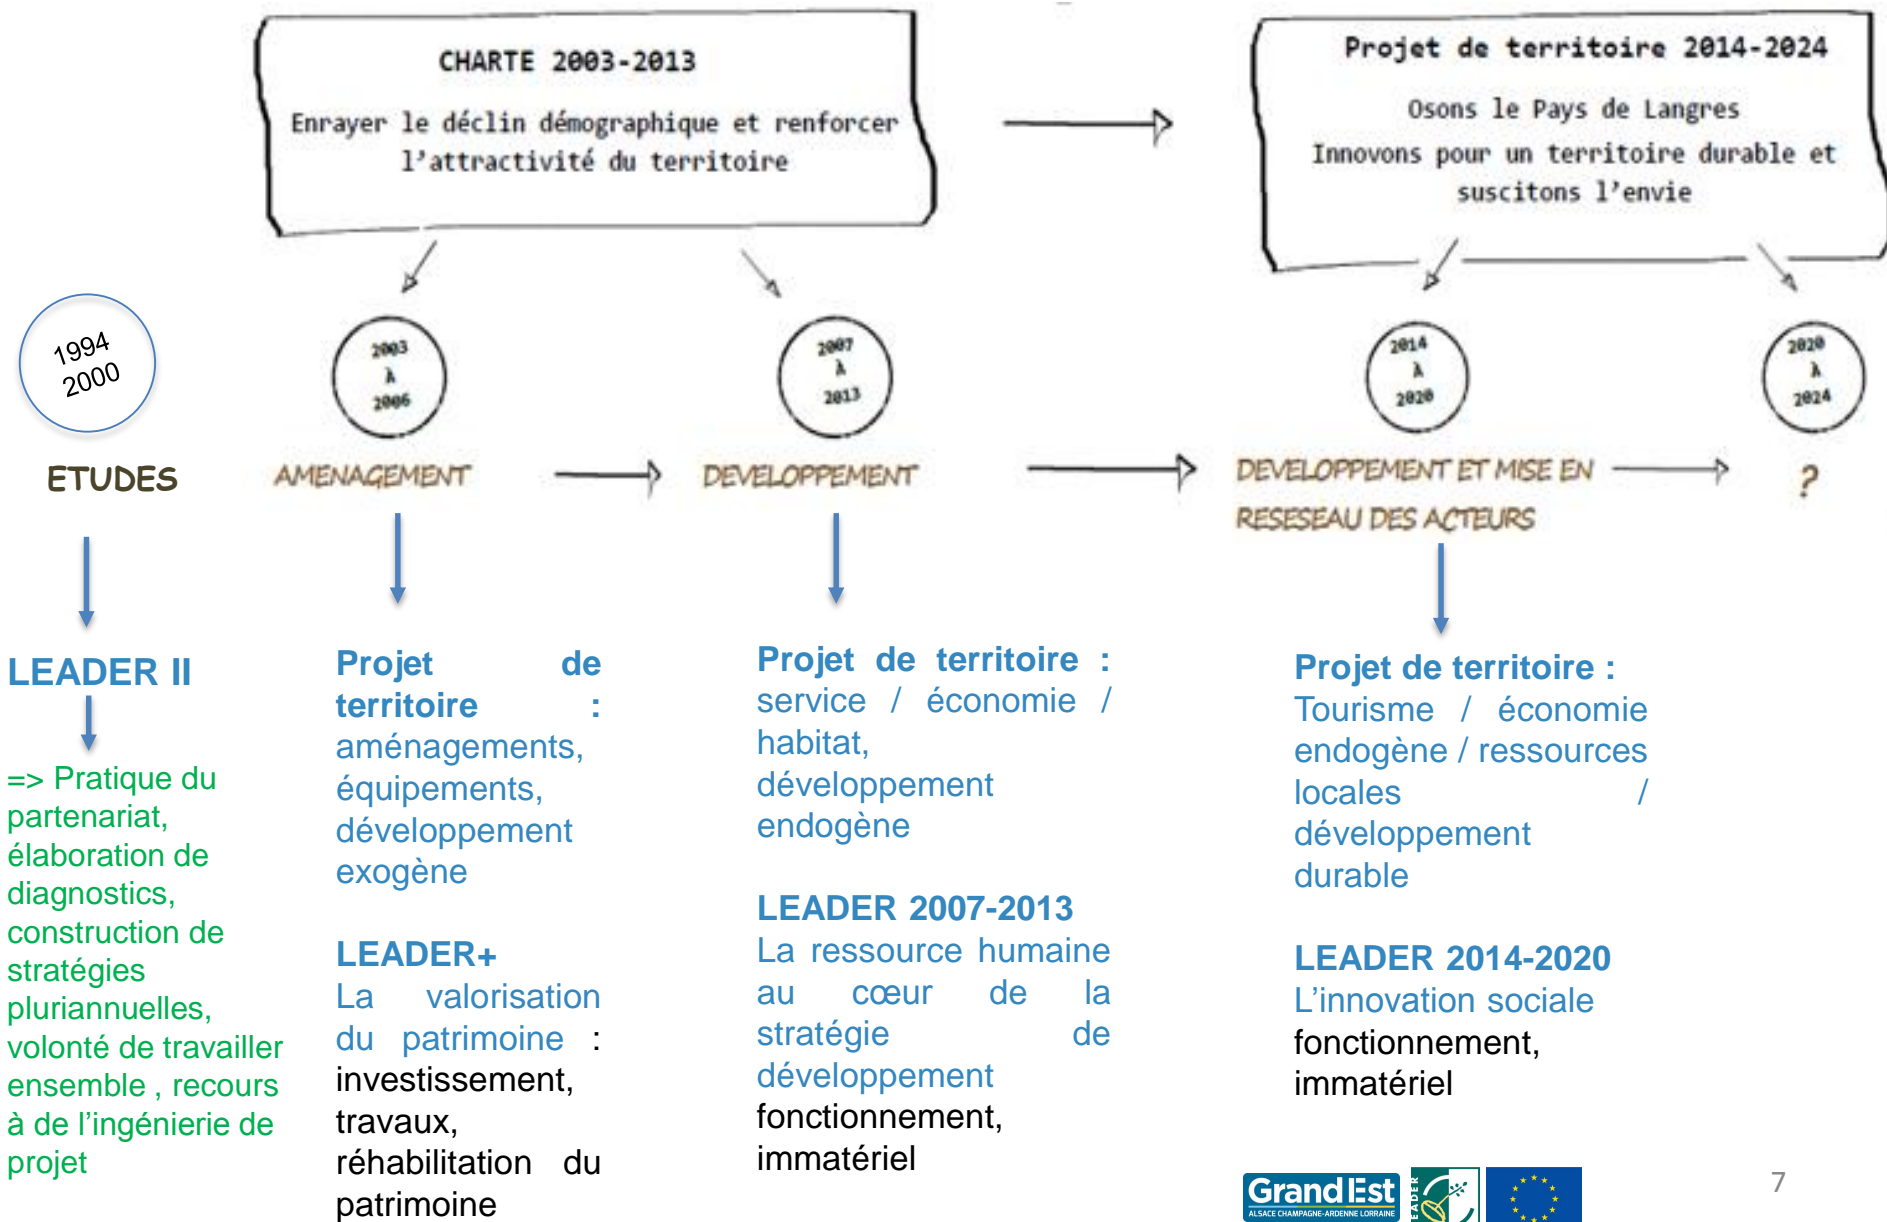 CHARTE 2003-2013
Enrayer le déclin démographique et renforcer
l'attractivité du territoire
Projet de territoire 2014-2024
Osons le Pays de Langres
Innovons pour un territoire durable et
suscitons l'envie
1994
2000
2003
À
2006
2007
À
2013
2014
À
2020
2020
À
2024
ETUDES
AMENAGEMENT
DEVELOPPEMENT
DEVELOPPEMENT ET MISE EN
RESESEAU DES ACTEURS
?
LEADER II
=> Pratique du
partenariat,
élaboration de
diagnostics,
construction de
stratégies
pluriannuelles,
volonté de travailler
ensemble , recours
à de l'ingénierie de
projet
Projet de
territoire :
aménagements,
équipements,
développement
exogène
LEADER+
La valorisation
du patrimoine :
investissement,
travaux,
réhabilitation du
patrimoine
Projet de territoire :
service / économie /
habitat,
développement
endogène
LEADER 2007-2013
La ressource humaine
au cœur de la
stratégie de
développement
fonctionnement,
immatériel
Projet de territoire :
Tourisme / économie
endogène / ressources
locales /
développement
durable
LEADER 2014-2020
L'innovation sociale
fonctionnement,
immatériel
GrandEst
ALSACE CHAMPAGNE-ARDENNE LORRAINE
LEADER
7